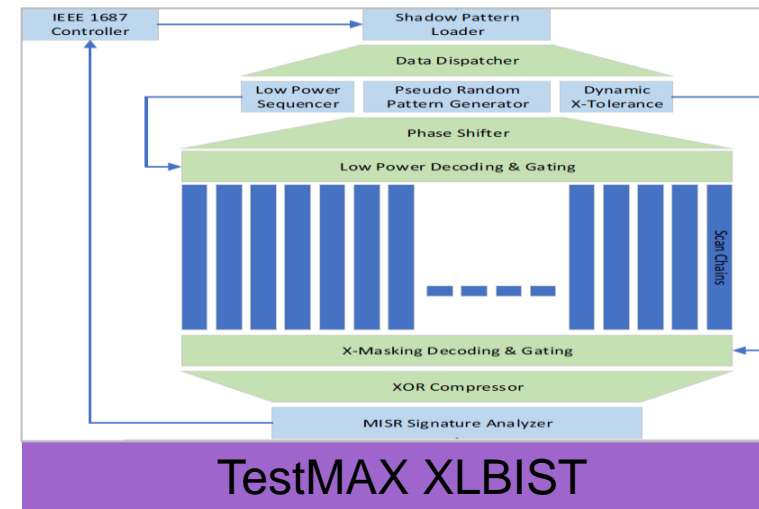 IEEE 1687
Controller
Shadow Pattern
Loader
Data Dispatcher
Low Power
Sequencer
Pseudo Random
Pattern Generator
Dynamic
X-Tolerance
Phase Shifter
Low Power Decoding & Gating
Scan Chains
X-Masking Decoding & Gating
XOR Compressor
MISR Signature Analyzer
TestMAX XLBIST